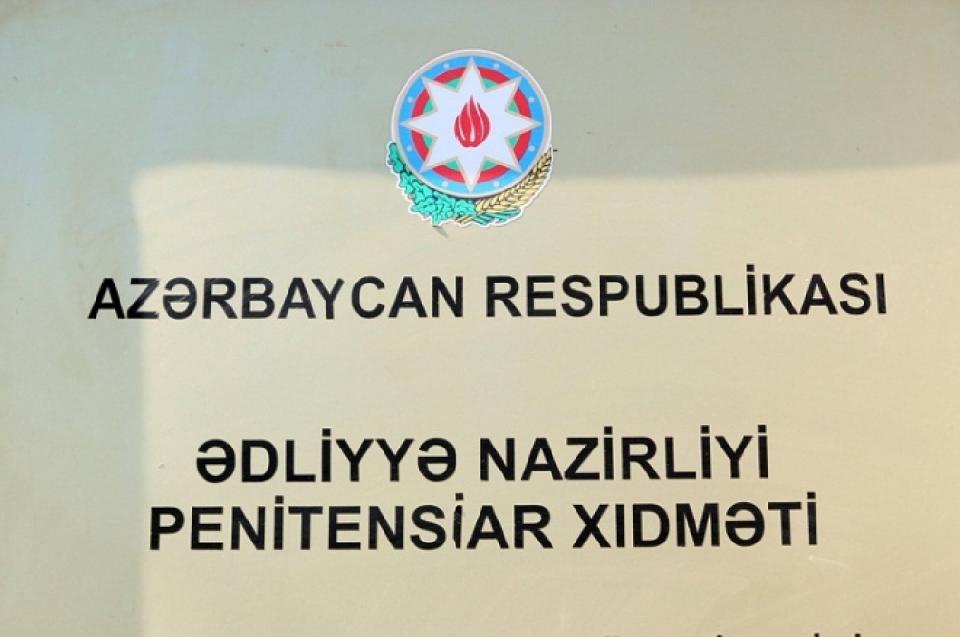 AZƏRBAYCAN RESPUBLİKASI
ƏDLİYYƏ NAZİRLİYİ
PENİTENSİAR XIDMƏTİ